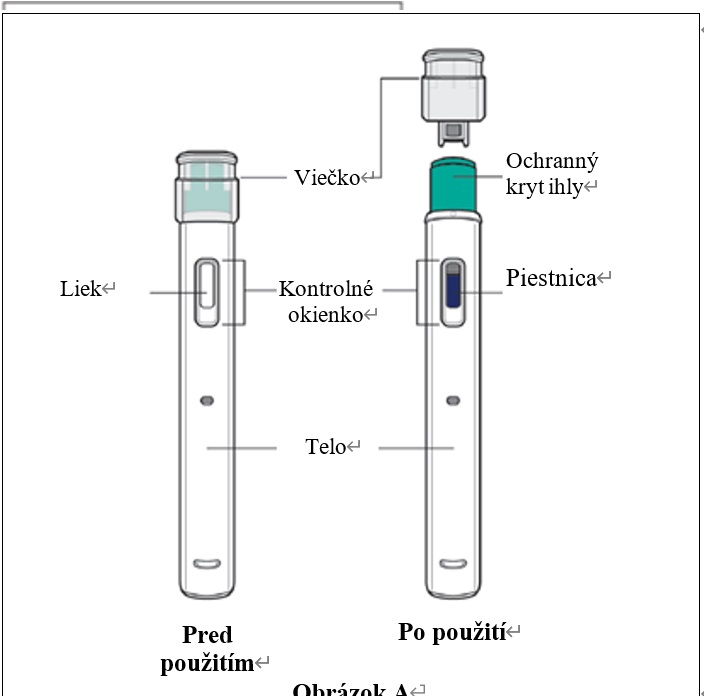 Viečko
Ochranný
kryt ihly
Liek
Kontrolné
okienko
Piestnica
Telo
Pred
použitím
Po použití
Obrázok A